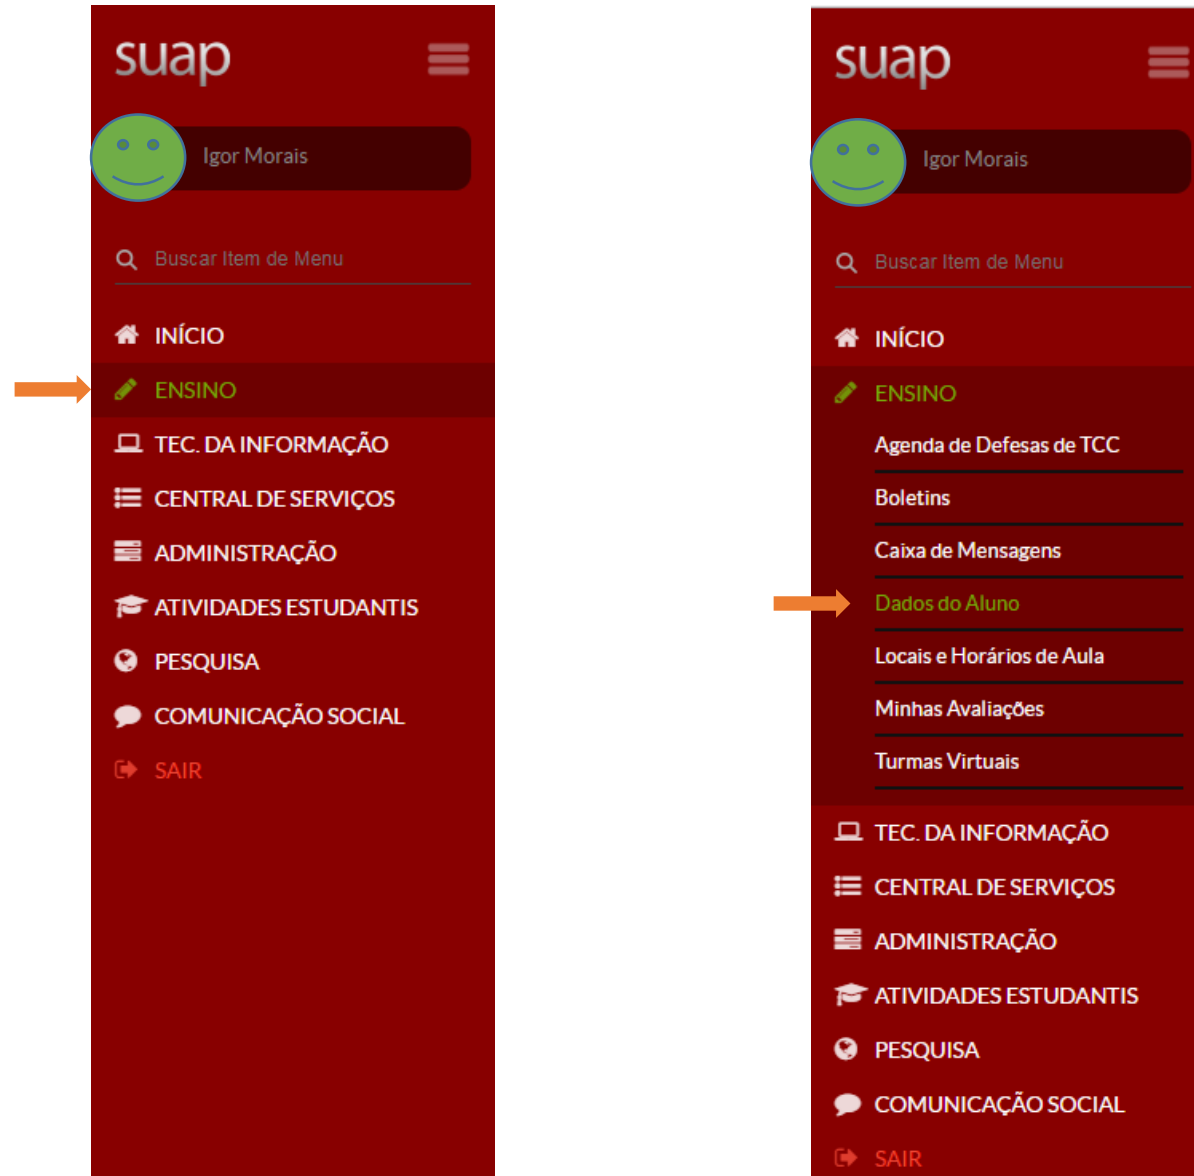 suap
Igor Morais
Buscar Item de Menu
INÍCIO
ENSINO
TEC. DA INFORMAÇÃO
CENTRAL DE SERVIÇOS
ADMINISTRAÇÃO
ATIVIDADES ESTUDANTIS
PESQUISA
COMUNICAÇÃO SOCIAL
SAIR
suap
Igor Morais
Buscar Item de Menu
INÍCIO
ENSINO
Agenda de Defesas de TCC
Boletins
Caixa de Mensagens
Dados do Aluno
Locais e Horários de Aula
Minhas Avaliações
Turmas Virtuais
TEC. DA INFORMAÇÃO
CENTRAL DE SERVIÇOS
ADMINISTRAÇÃO
ATIVIDADES ESTUDANTIS
PESQUISA
COMUNICAÇÃO SOCIAL
SAIR